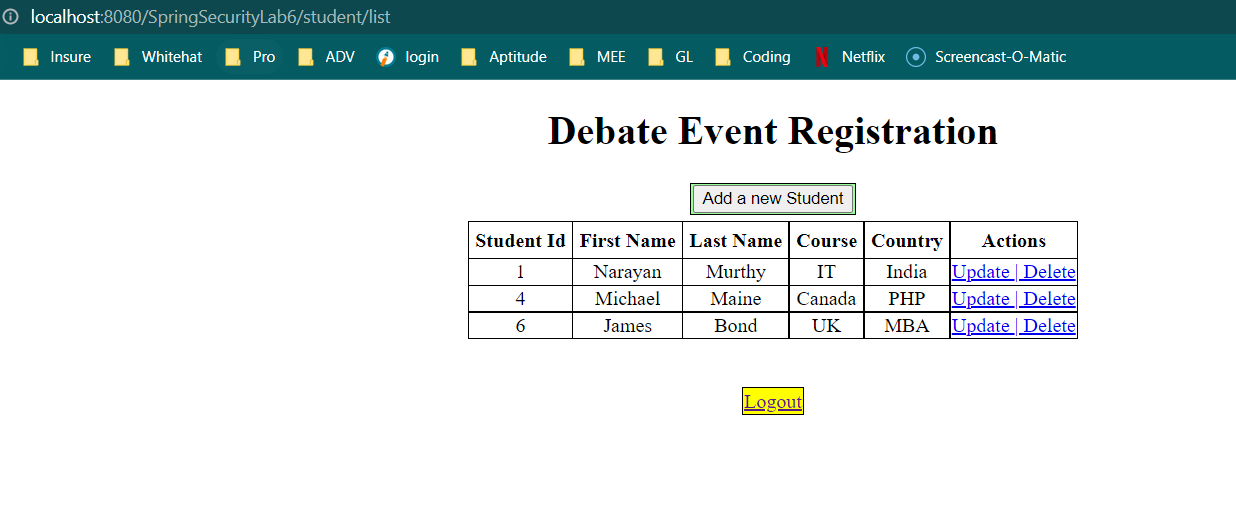 localhost:8080/SpringSecurityLab6/student/list
Insure Whitehat Pro ADV login Aptitude MEE GL Coding Netflix Screencast-O-Matic
Debate Event Registration
Add a new Student
Student Id First Name Last Name Course Country Actions
1 Narayan Murthy IT India Update | Delete
4 Michael Maine Canada PHP Update | Delete
6 James Bond UK MBA Update | Delete
Logout